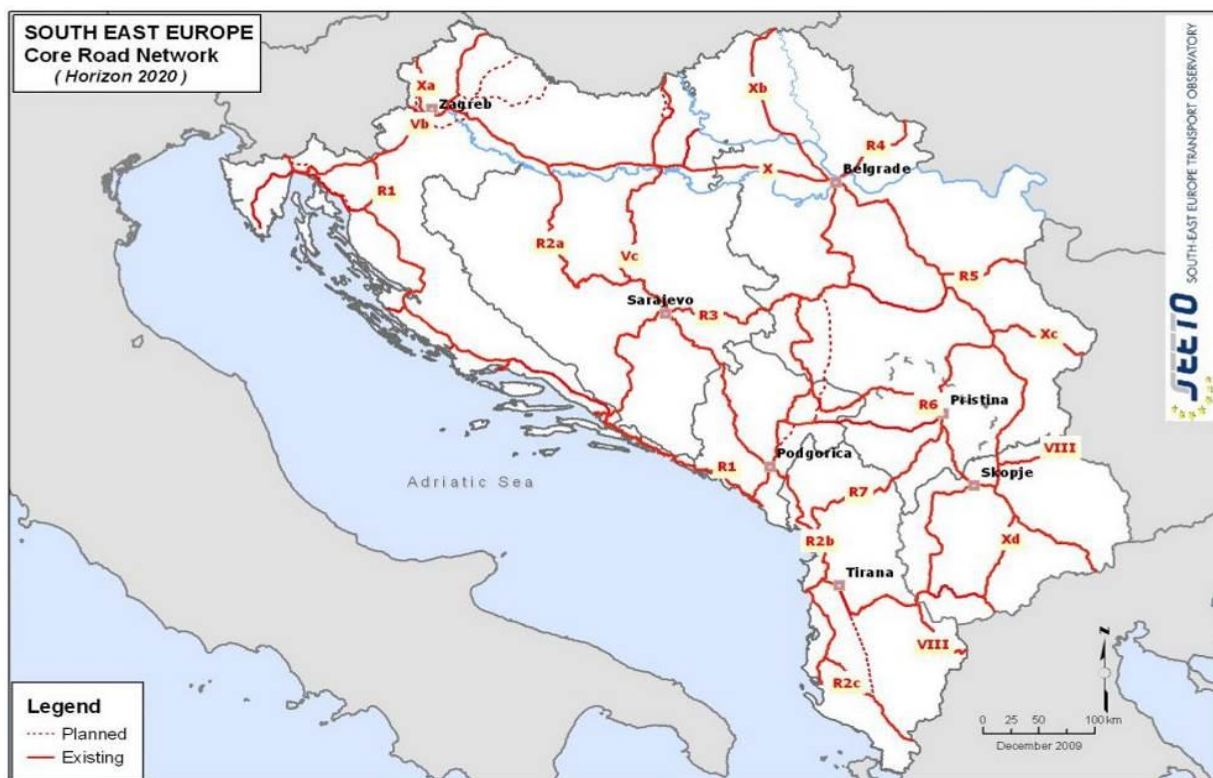 SOUTH EAST EUROPE
Core Road Network
( Horizon 2020 )
SEETO
SOUTH-EAST EUROPE TRANSPORT OBSERVATORY
Xa
Zagreb
Vb
Xb
R4
X
Belgrade
R1
R2a
Vc
R5
Sarajevo
R3
Xc
R6
Pristina
R1
Podgorica
VIII
Skopje
Adriatic Sea
R7
R2b
Xd
Tirana
VIII
R2c
Legend
Planned
Existing
0 25 50 100 km
December 2009